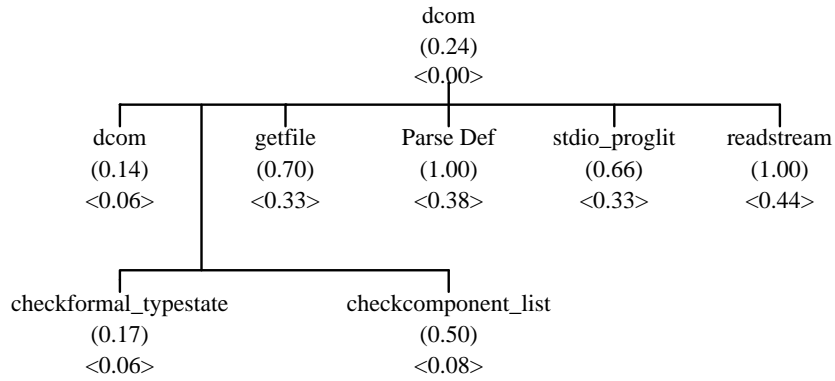 dcom
(0.24)
<0.00>
dcom getfile Parse Def stdio_proglit readstream
(0.14) (0.70) (1.00) (0.66) (1.00)
<0.06> <0.33> <0.38> <0.33> <0.44>
checkformal_typestate checkcomponent_list
(0.17) (0.50)
<0.06> <0.08>